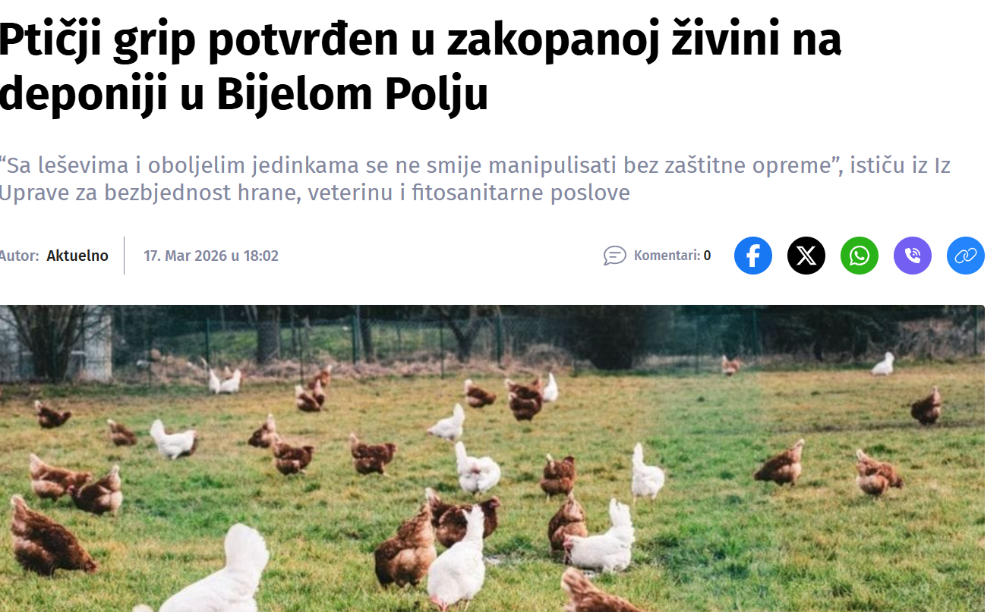 Ptičji grip potvrđen u zakopanoj živini na
deponiji u Bijelom Polju
“Sa leševima i oboljelim jedinkama se ne smije manipulisati bez zaštitne opreme”, ističu iz Iz
Uprave za bezbjednost hrane, veterinu i fitosanitarne poslove
Autor: Aktuelno
17. Mar 2026 u 18:02
Komentari: 0